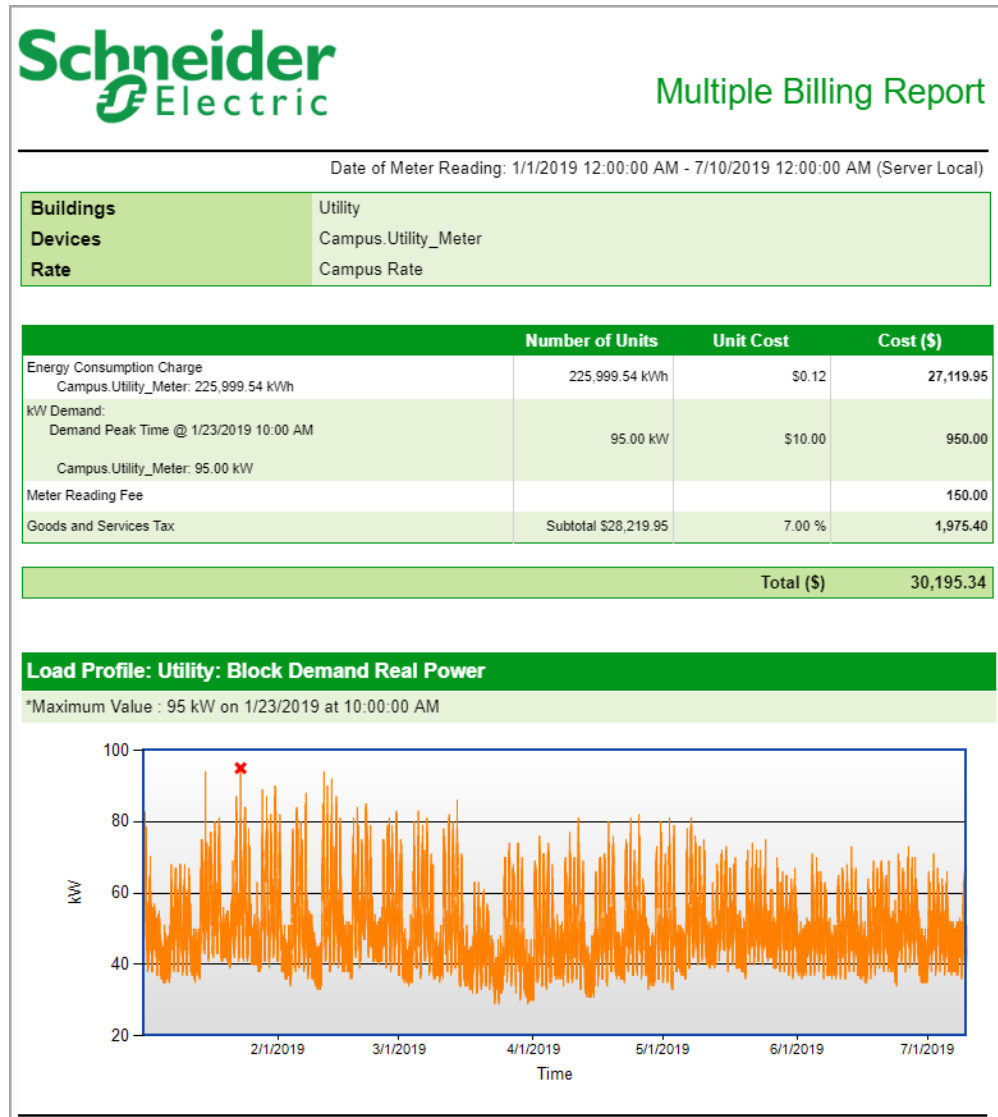 Schneider
Electric
Multiple Billing Report
Date of Meter Reading: 1/1/2019 12:00:00 AM - 7/10/2019 12:00:00 AM (Server Local)
Buildings Utility
Devices Campus.Utility_Meter
Rate Campus Rate
Number of Units Unit Cost Cost ($)
Energy Consumption Charge
Campus.Utility_Meter: 225,999.54 kWh
225,999.54 kWh $0.12 27,119.95
kW Demand:
Demand Peak Time @ 1/23/2019 10:00 AM
95.00 kW $10.00 950.00
Campus.Utility_Meter: 95.00 kW
Meter Reading Fee 150.00
Goods and Services Tax Subtotal $28,219.95 7.00 % 1,975.40
Total ($) 30,195.34
Load Profile: Utility: Block Demand Real Power
*Maximum Value : 95 kW on 1/23/2019 at 10:00:00 AM
100
80
60
40
20
kW
2/1/2019 3/1/2019 4/1/2019 5/1/2019 6/1/2019 7/1/2019
Time